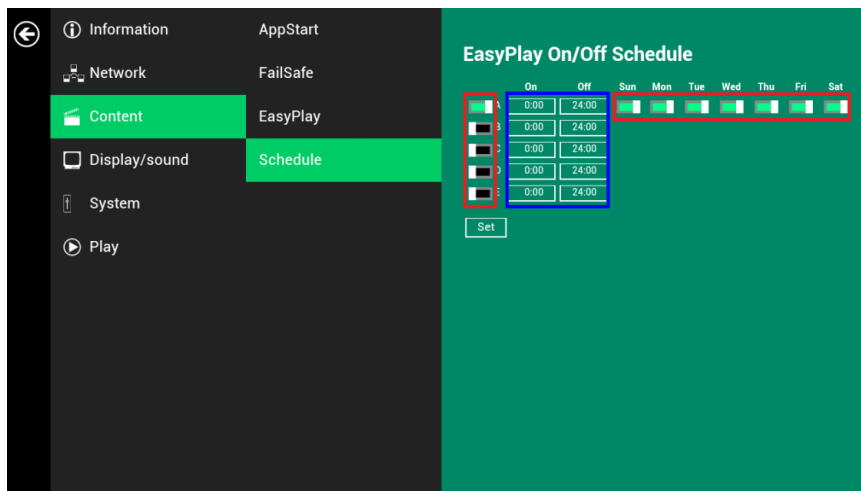 Information
Network
Content
Display/sound
System
Play
AppStart
FailSafe
EasyPlay
Schedule
EasyPlay On/Off Schedule
On Off Sun Mon Tue Wed Thu Fri Sat
A 0:00 24:00
B 0:00 24:00
C 0:00 24:00
D 0:00 24:00
E 0:00 24:00
Set